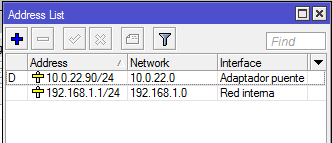 Address List
Find
Address Network Interface
D 10.0.22.90/24 10.0.22.0 Adaptador puente
192.168.1.1/24 192.168.1.0 Red interna